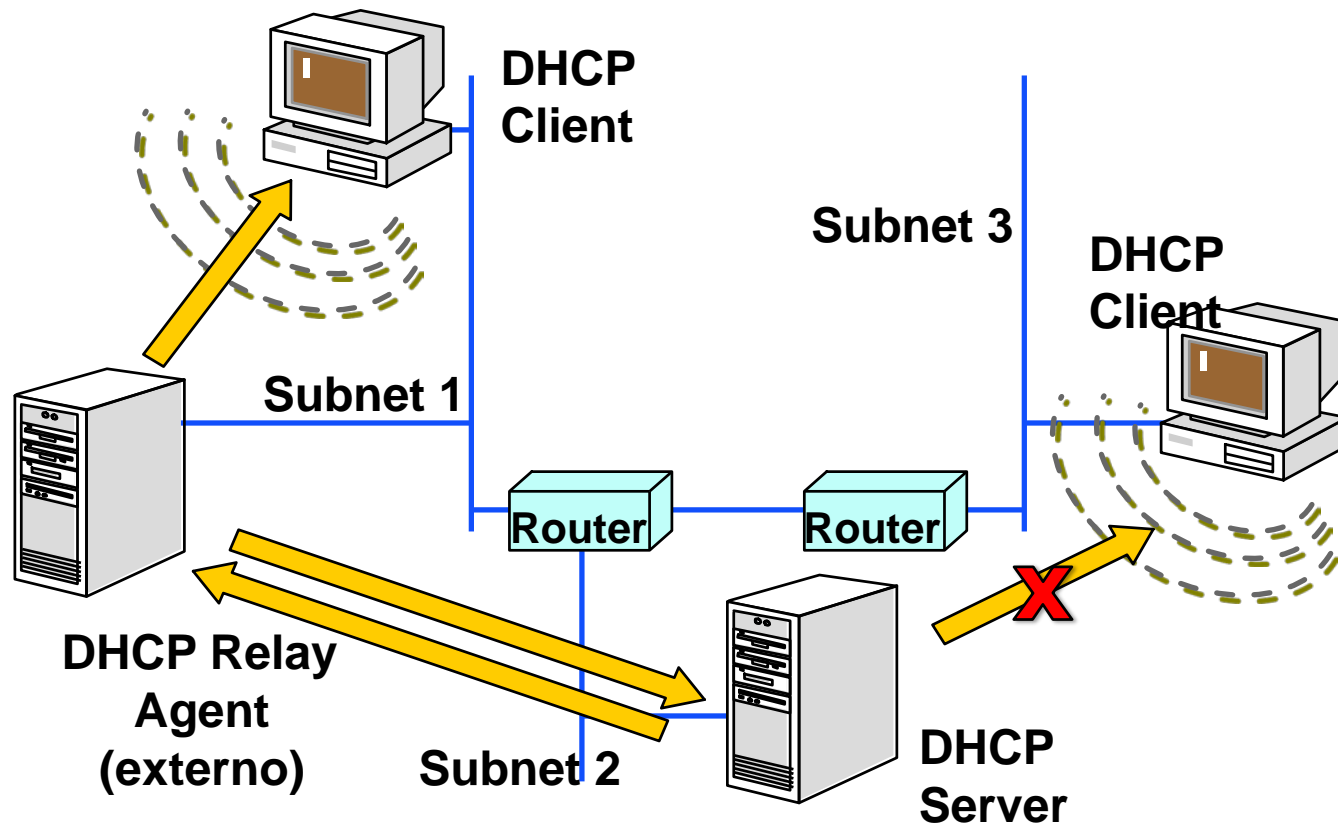 DHCP
Client
Subnet 3
DHCP
Client
Subnet 1
Router
Router
DHCP Relay
Agent
(externo)
Subnet 2
DHCP
Server
X